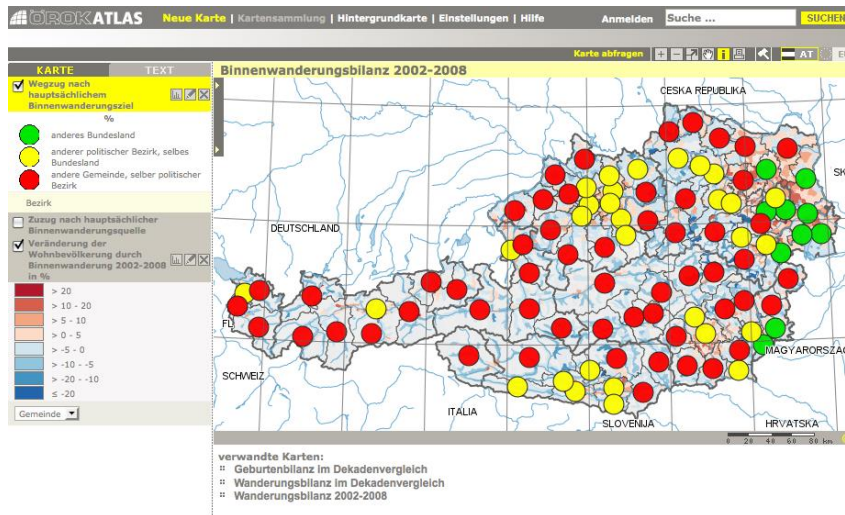 ÖROKATLAS Neue Karte | Kartensammlung | Hintergrundkarte | Einstellungen | Hilfe Anmelden Suche ... SUCHEN
Karte abfragen + - i AT
KARTE TEXT
Binnenwanderungsbilanz 2002-2008
Wegzug nach
hauptsächlichem
Binnenwanderungsziel
%
anderes Bundesland
anderer politischer Bezirk, selbes
Bundesland
andere Gemeinde, selber politischer
Bezirk
Bezirk
Zuzug nach hauptsächlicher
Binnenwanderungsquelle
Veränderung der
Wohnbevölkerung durch
Binnenwanderung 2002-2008
in %
> 20
> 10 - 20
> 5 - 10
> 0 - 5
> -5 - 0
> -10 - -5
> -20 - -10
≤ -20
Gemeinde
CESKA REPUBLIKA
SK
DEUTSCHLAND
FL
MAGYARORSZAG
SCHWEIZ
ITALIA
SLOVENIJA
HRVATSKA
0 20 40 60 80 km
verwandte Karten:
Geburtenbilanz im Dekadenvergleich
Wanderungsbilanz im Dekadenvergleich
Wanderungsbilanz 2002-2008